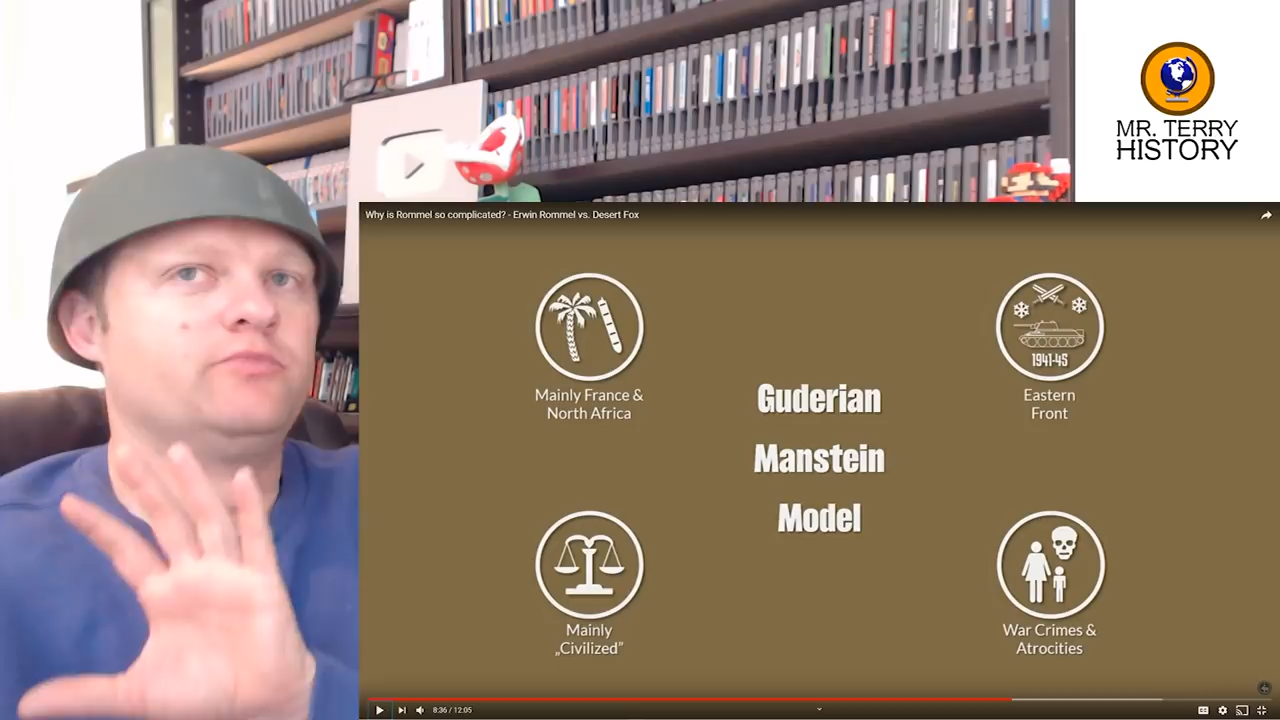 MR. TERRY
HISTORY
Why is Rommel so complicated? - Erwin Rommel vs. Desert Fox
1941-45
Mainly France &
North Africa
Eastern
Front
Guderian
Manstein
Model
Mainly
„Civilized”
War Crimes &
Atrocities
8:36 / 12:05